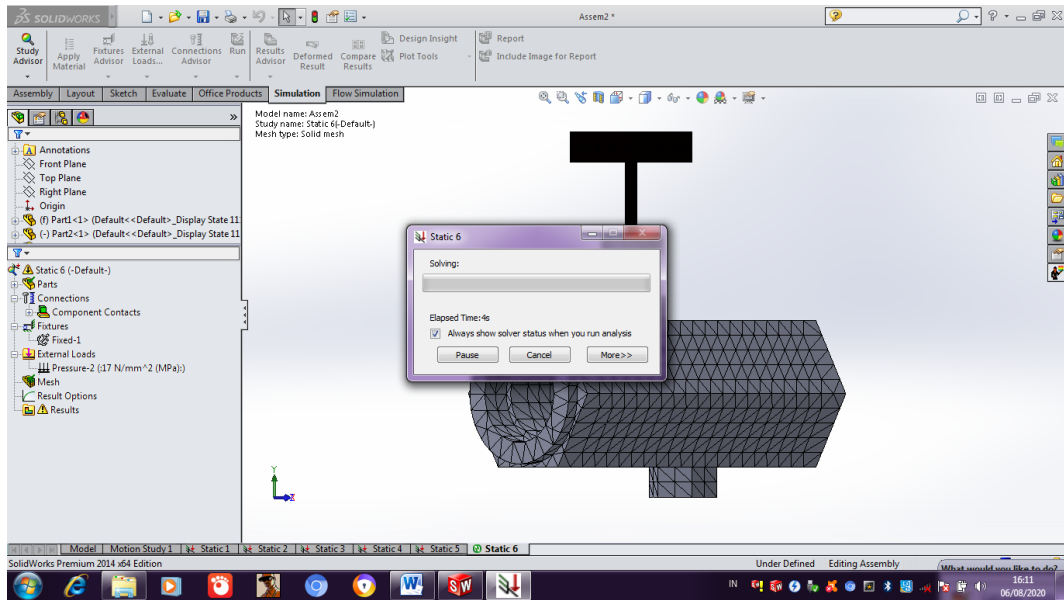 SOLIDWORKS
Assem2 *
Study Advisor
Apply Material
Fixtures Advisor
External Loads...
Connections Advisor
Run
Results Advisor
Deformed Result
Compare Results
Design Insight
Plot Tools
Report
Include Image for Report
Assembly Layout Sketch Evaluate Office Products Simulation Flow Simulation
Model name: Assem2
Study name: Static 6(-Default-)
Mesh type: Solid mesh
Annotations
Front Plane
Top Plane
Right Plane
Origin
(f) Part1<1> (Default<<Default>_Display State 11
(-) Part2<1> (Default<<Default>_Display State 11
Static 6 (-Default-)
Parts
Connections
Component Contacts
Fixtures
Fixed-1
External Loads
Pressure-2 (:17 N/mm^2 (MPa):)
Mesh
Result Options
Results
Static 6
Solving:
Elapsed Time:4s
Always show solver status when you run analysis
Pause Cancel More>>
Y
Z
Model Motion Study 1 Static 1 Static 2 Static 3 Static 4 Static 5 Static 6
SolidWorks Premium 2014 x64 Edition
Under Defined Editing Assembly
What would you like to do?
IN
16:11
06/08/2020